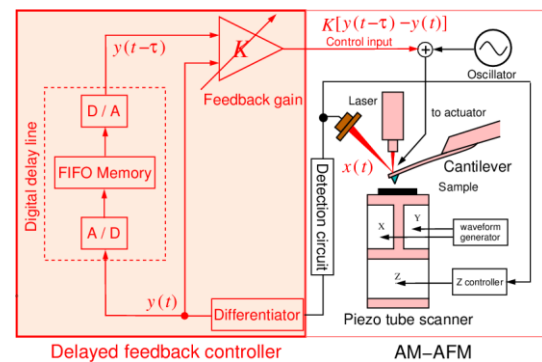 y(t−τ)
K
K[y(t−τ) −y(t)]
Control input
Oscillator
Feedback gain
Laser
to actuator
D / A
FIFO Memory
A / D
Digital delay line
x(t)
Cantilever
Sample
Detection circuit
X
Y
waveform
generator
Z
Z controller
y(t)
Differentiator
Piezo tube scanner
Delayed feedback controller
AM−AFM